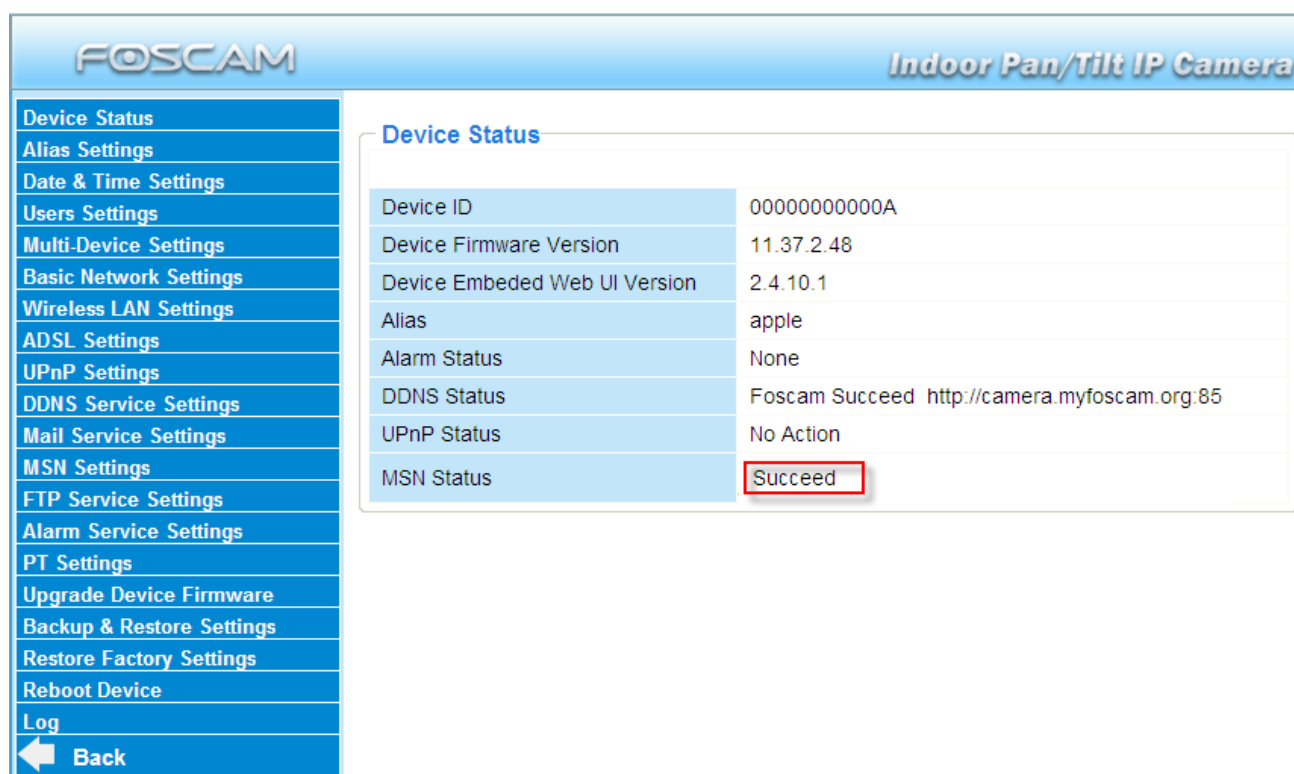 FOSCAM
Indoor Pan/Tilt IP Camera
Device Status
Alias Settings
Date & Time Settings
Users Settings
Multi-Device Settings
Basic Network Settings
Wireless LAN Settings
ADSL Settings
UPnP Settings
DDNS Service Settings
Mail Service Settings
MSN Settings
FTP Service Settings
Alarm Service Settings
PT Settings
Upgrade Device Firmware
Backup & Restore Settings
Restore Factory Settings
Reboot Device
Log
Back
Device Status
Device ID 00000000000A
Device Firmware Version 11.37.2.48
Device Embeded Web UI Version 2.4.10.1
Alias apple
Alarm Status None
DDNS Status Foscam Succeed http://camera.myfoscam.org:85
UPnP Status No Action
MSN Status Succeed